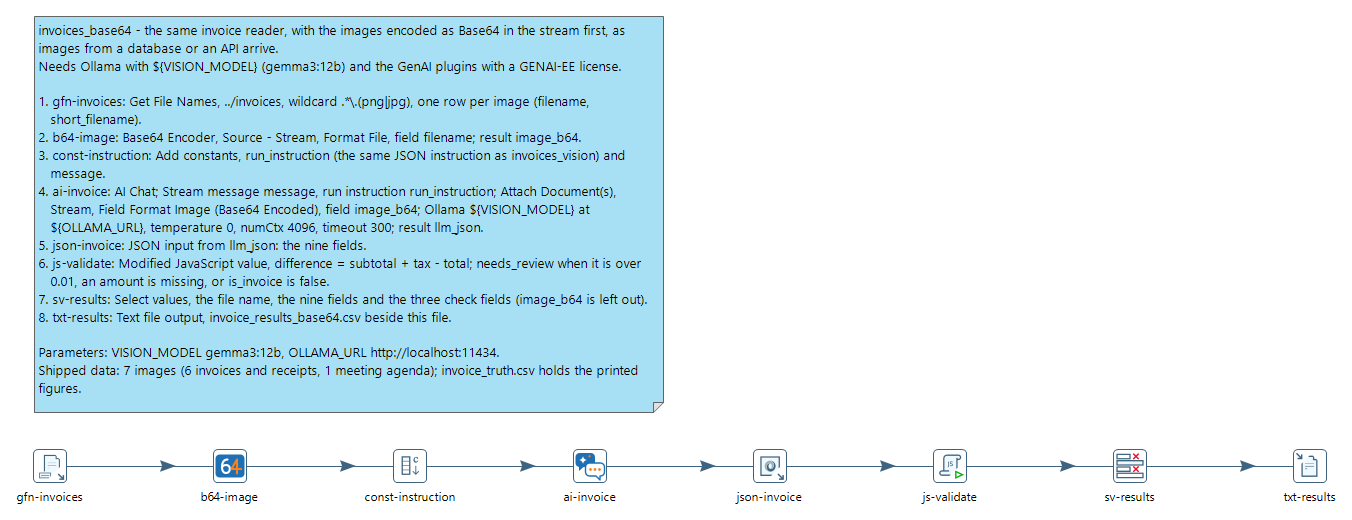 invoices_base64 - the same invoice reader, with the images encoded as Base64 in the stream first, as
images from a database or an API arrive.
Needs Ollama with ${VISION_MODEL} (gemma3:12b) and the GenAI plugins with a GENAI-EE license.
1. gfn-invoices: Get File Names, ../invoices, wildcard .*\.(png|jpg), one row per image (filename,
short_filename).
2. b64-image: Base64 Encoder, Source - Stream, Format File, field filename; result image_b64.
3. const-instruction: Add constants, run_instruction (the same JSON instruction as invoices_vision) and
message.
4. ai-invoice: AI Chat; Stream message message, run instruction run_instruction; Attach Document(s),
Stream, Field Format Image (Base64 Encoded), field image_b64; Ollama ${VISION_MODEL} at
${OLLAMA_URL}, temperature 0, numCtx 4096, timeout 300; result llm_json.
5. json-invoice: JSON input from llm_json: the nine fields.
6. js-validate: Modified JavaScript value, difference = subtotal + tax - total; needs_review when it is over
0.01, an amount is missing, or is_invoice is false.
7. sv-results: Select values, the file name, the nine fields and the three check fields (image_b64 is left out).
8. txt-results: Text file output, invoice_results_base64.csv beside this file.
Parameters: VISION_MODEL gemma3:12b, OLLAMA_URL http://localhost:11434.
Shipped data: 7 images (6 invoices and receipts, 1 meeting agenda); invoice_truth.csv holds the printed
figures.
64
C
JS
gfn-invoices
b64-image
const-instruction
ai-invoice
json-invoice
js-validate
sv-results
txt-results